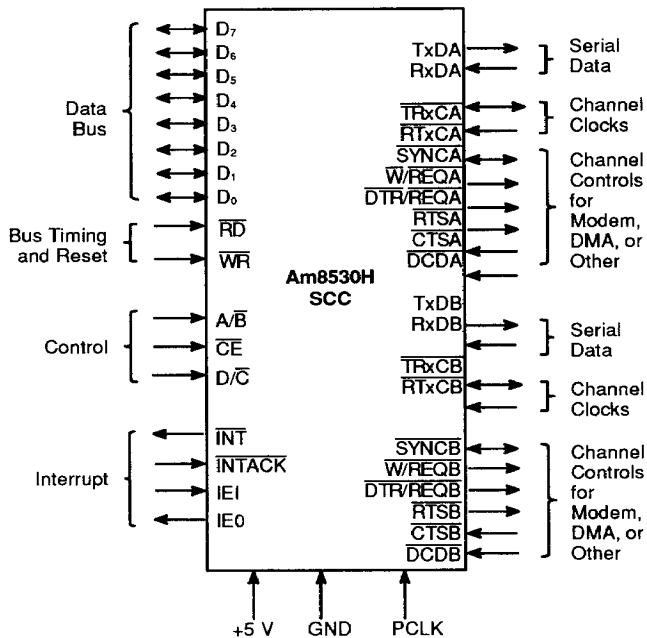 D7
D6
D5
D4
D3
D2
D1
D0
Data
Bus
RD
WR
Bus Timing
and Reset
A/B
CE
D/C
Control
INT
INTACK
IEI
IE0
Interrupt
Am8530H
SCC
TxDA
RxDA
Serial
Data
TRxCA
RTxCA
Channel
Clocks
SYNCA
W/REQA
DTR/REQA
RTSA
CTSA
DCDA
Channel
Controls
for
Modem,
DMA, or
Other
TxDB
RxDB
Serial
Data
TRxCB
RTxCB
Channel
Clocks
SYNCB
W/REQB
DTR/REQB
RTSB
CTSB
DCDB
Channel
Controls
for
Modem,
DMA, or
Other
+5 V
GND
PCLK